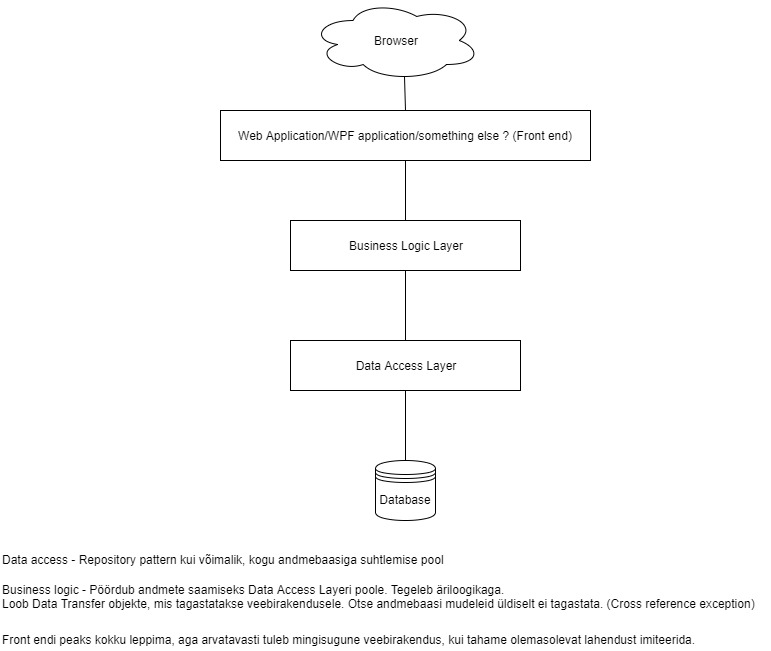 Browser
Web Application/WPF application/something else ? (Front end)
Business Logic Layer
Data Access Layer
Database
Data access - Repository pattern kui võimalik, kogu andmebaasiga suhtlemise pool
Business logic - Pöördub andmete saamiseks Data Access Layeri poole. Tegeleb äriloogikaga.
Loob Data Transfer objekte, mis tagastatakse veebirakendusele. Otse andmebaasi mudeleid üldiselt ei tagastata. (Cross reference exception)
Front endi peaks kokku leppima, aga arvatavasti tuleb mingisugune veebirakendus, kui tahame olemasolevat lahendust imiteerida.